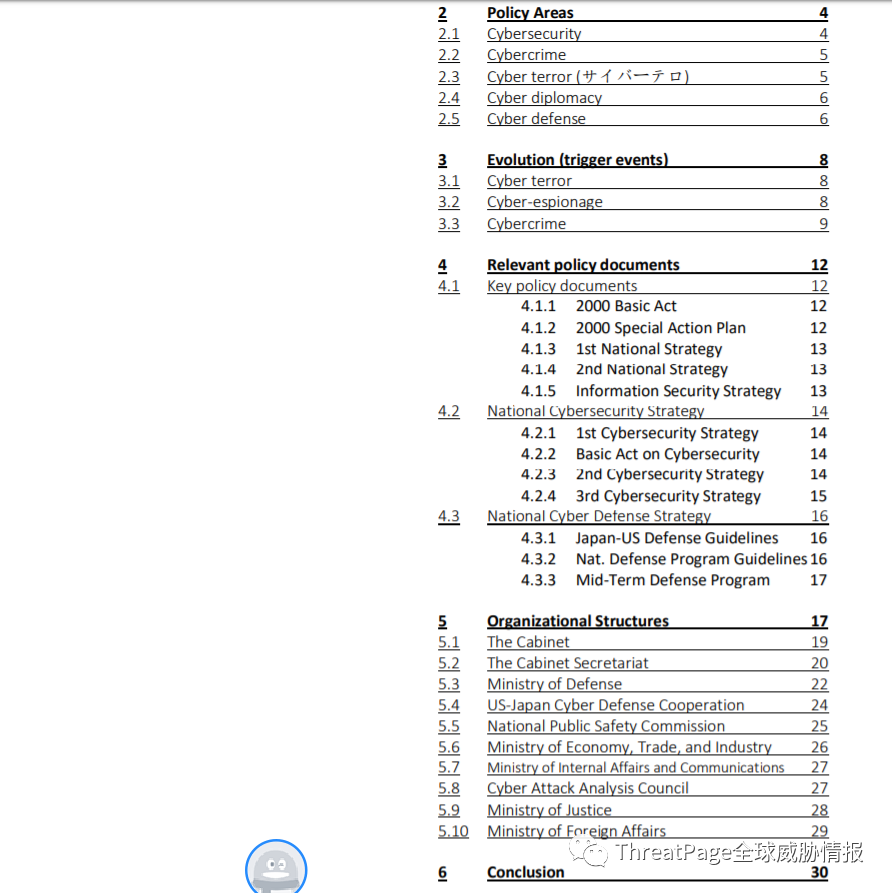 2 Policy Areas 4
2.1 Cybersecurity 4
2.2 Cybercrime 5
2.3 Cyber terror (サイバーテロ) 5
2.4 Cyber diplomacy 6
2.5 Cyber defense 6
3 Evolution (trigger events) 8
3.1 Cyber terror 8
3.2 Cyber-espionage 8
3.3 Cybercrime 9
4 Relevant policy documents 12
4.1 Key policy documents 12
4.1.1 2000 Basic Act 12
4.1.2 2000 Special Action Plan 12
4.1.3 1st National Strategy 13
4.1.4 2nd National Strategy 13
4.1.5 Information Security Strategy 13
4.2 National Cybersecurity Strategy 14
4.2.1 1st Cybersecurity Strategy 14
4.2.2 Basic Act on Cybersecurity 14
4.2.3 2nd Cybersecurity Strategy 14
4.2.4 3rd Cybersecurity Strategy 15
4.3 National Cyber Defense Strategy 16
4.3.1 Japan-US Defense Guidelines 16
4.3.2 Nat. Defense Program Guidelines 16
4.3.3 Mid-Term Defense Program 17
5 Organizational Structures 17
5.1 The Cabinet 19
5.2 The Cabinet Secretariat 20
5.3 Ministry of Defense 22
5.4 US-Japan Cyber Defense Cooperation 24
5.5 National Public Safety Commission 25
5.6 Ministry of Economy, Trade, and Industry 26
5.7 Ministry of Internal Affairs and Communications 27
5.8 Cyber Attack Analysis Council 27
5.9 Ministry of Justice 28
5.10 Ministry of Foreign Affairs 29
ThreatPage全球威胁情报
6 Conclusion 30